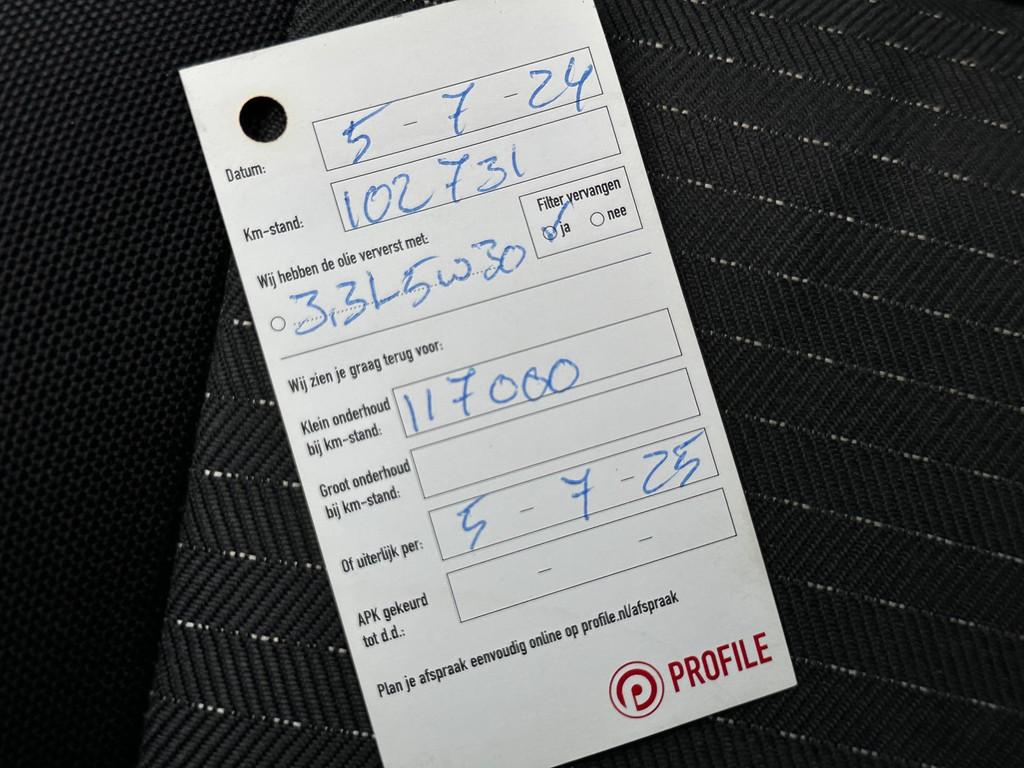 Datum: 5 - 7 - 24
Km-stand: 102731
Filter vervangen
ja nee
Wij hebben de olie ververst met:
3,3L 5w30
Wij zien je graag terug voor:
Klein onderhoud
bij km-stand: 117000
Groot onderhoud
bij km-stand:
Of uiterlijk per: 5 - 7 - 25
APK gekeurd
tot d.d.: - -
Plan je afspraak eenvoudig online op profile.nl/afspraak
PROFILE